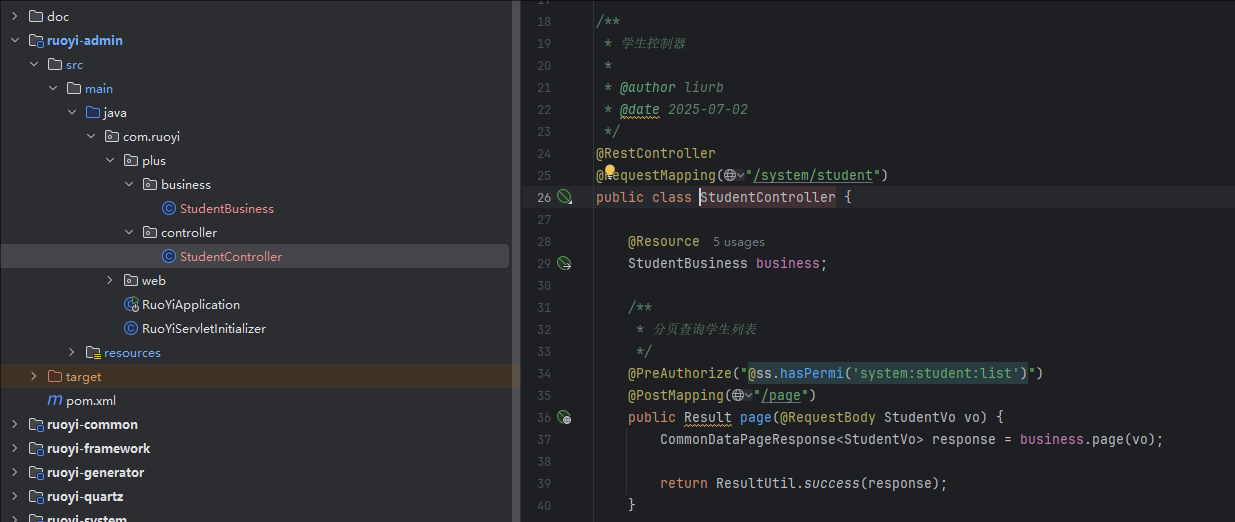 doc
ruoyi-admin
src
main
java
com.ruoyi
plus
business
StudentBusiness
controller
StudentController
web
RuoYiApplication
RuoYiServletInitializer
resources
target
pom.xml
ruoyi-common
ruoyi-framework
ruoyi-generator
ruoyi-quartz
ruoyi-system
18 /**
19 * 学生控制器
20 *
21 * @author liurb
22 * @date 2025-07-02
23 */
24 @RestController
25 @RequestMapping("/system/student")
26 public class StudentController {
27
28 @Resource 5 usages
29 StudentBusiness business;
30
31 /**
32 * 分页查询学生列表
33 */
34 @PreAuthorize("@ss.hasPermi('system:student:list')")
35 @PostMapping("/page")
36 public Result page(@RequestBody StudentVo vo) {
37 CommonDataPageResponse<StudentVo> response = business.page(vo);
38
39 return ResultUtil.success(response);
40 }